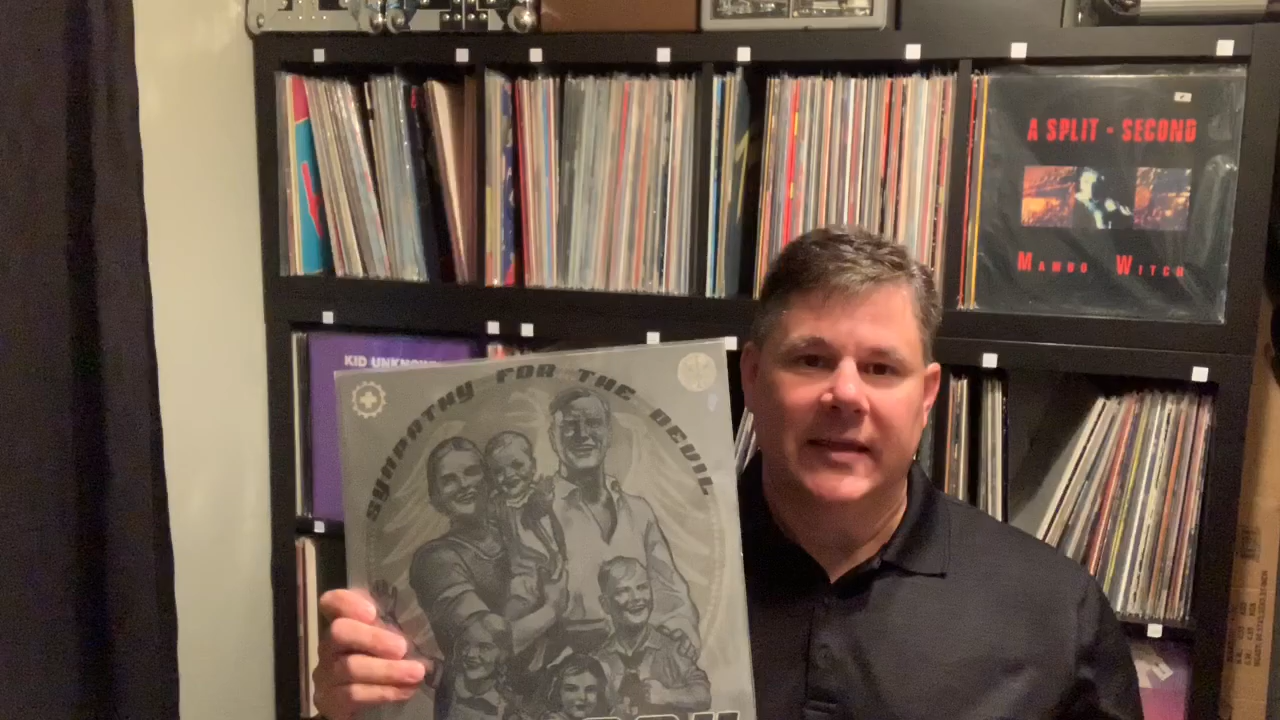 A SPLIT - SECOND
MAMBO WITCH
KID UNKNOWN
SYMPATHY FOR THE DEVIL